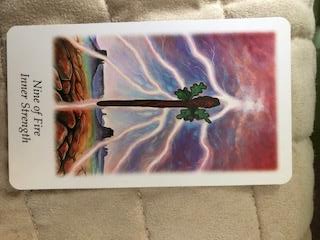 Nine of Fire
Inner Strength